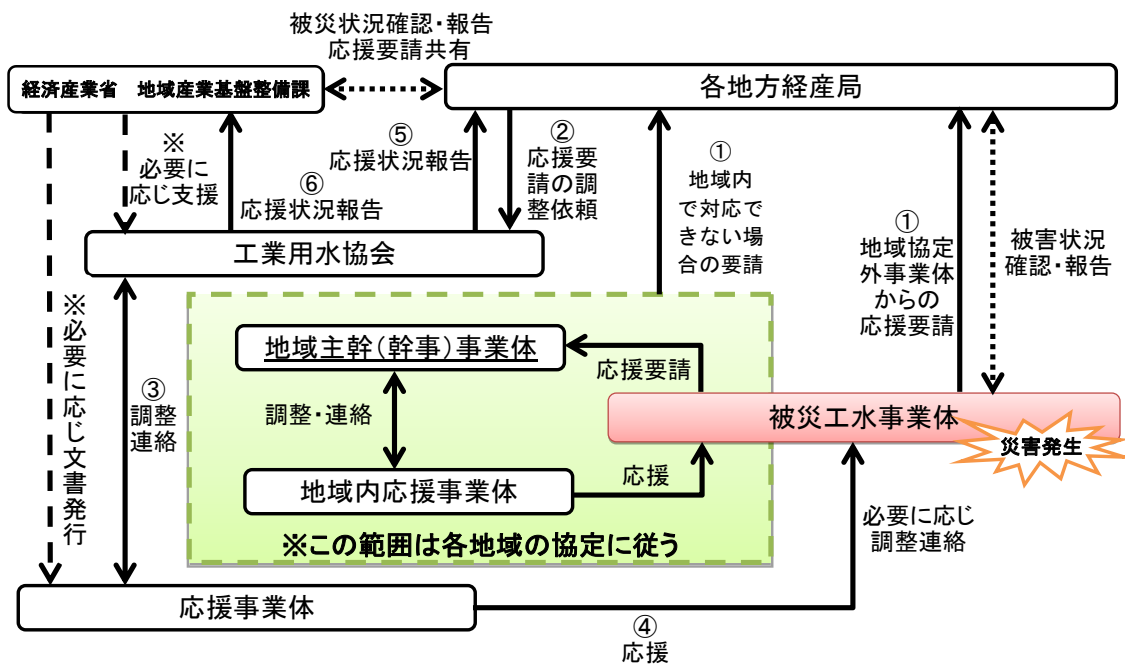 被災状況確認・報告
応援要請共有
経済産業省　地域産業基盤整備課
各地方経産局
※
必要に
応じ支援
⑥
応援状況報告
⑤
応援状況報告
②
応援要
請の調
整依頼
①
地域内
で対応で
きない場
合の要請
①
地域協定
外事業体
からの
応援要請
被害状況
確認・報告
工業用水協会
※必要に応じ文書発行
③
調整
連絡
地域主幹(幹事)事業体
応援要請
調整・連絡
被災工水事業体
災害発生
地域内応援事業体
応援
※この範囲は各地域の協定に従う
必要に応じ
調整連絡
応援事業体
④
応援